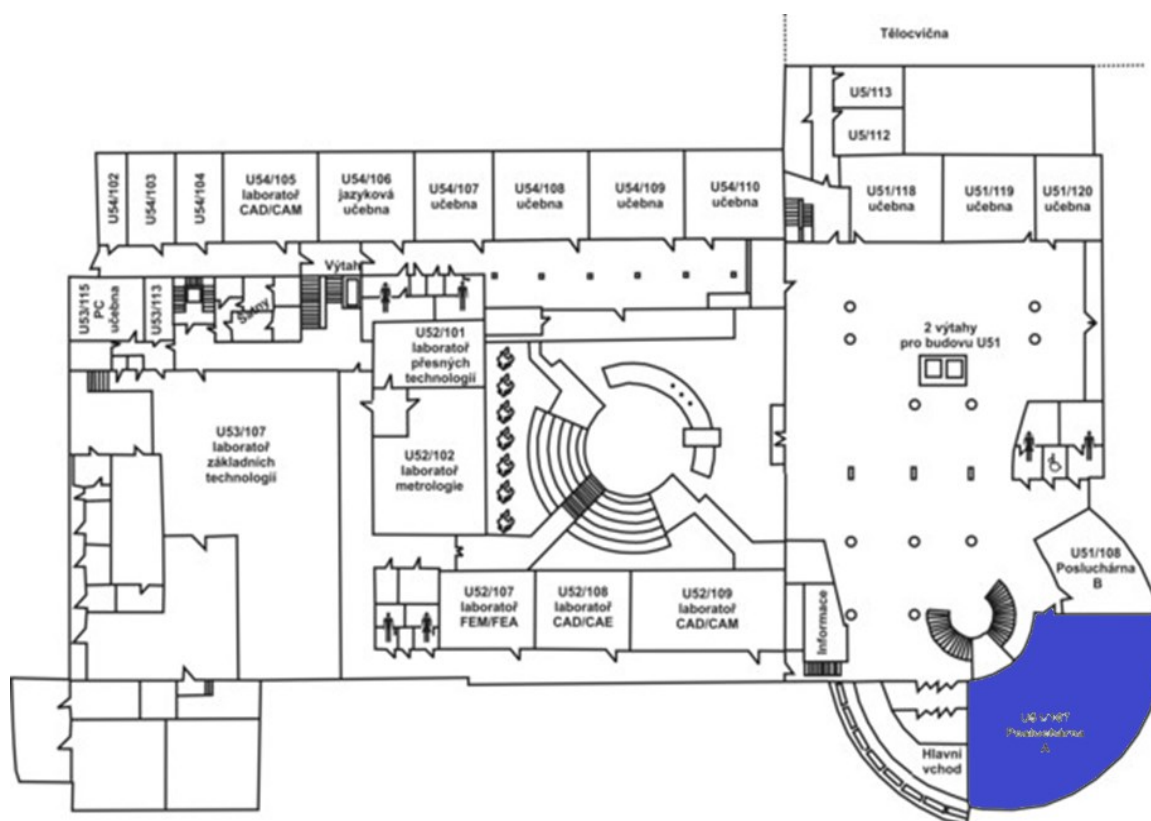 Tělocvična
U5/113
U5/112
U54/102
U54/103
U54/104
U54/105
laboratoř
CAD/CAM
U54/106
jazyková
učebna
U54/107
učebna
U54/108
učebna
U54/109
učebna
U54/110
učebna
U51/118
učebna
U51/119
učebna
U51/120
učebna
Výtah
U53/115
PC
učebna
U53/113
Šatny
U52/101
laboratoř
přesných
technologií
2 výtahy
pro budovu U51
U53/107
laboratoř
základních
technologií
U52/102
laboratoř
metrologie
U51/108
Posluchárna
B
U52/107
laboratoř
FEM/FEA
U52/108
laboratoř
CAD/CAE
U52/109
laboratoř
CAD/CAM
Informace
Posluchárna
A
Hlavní
vchod